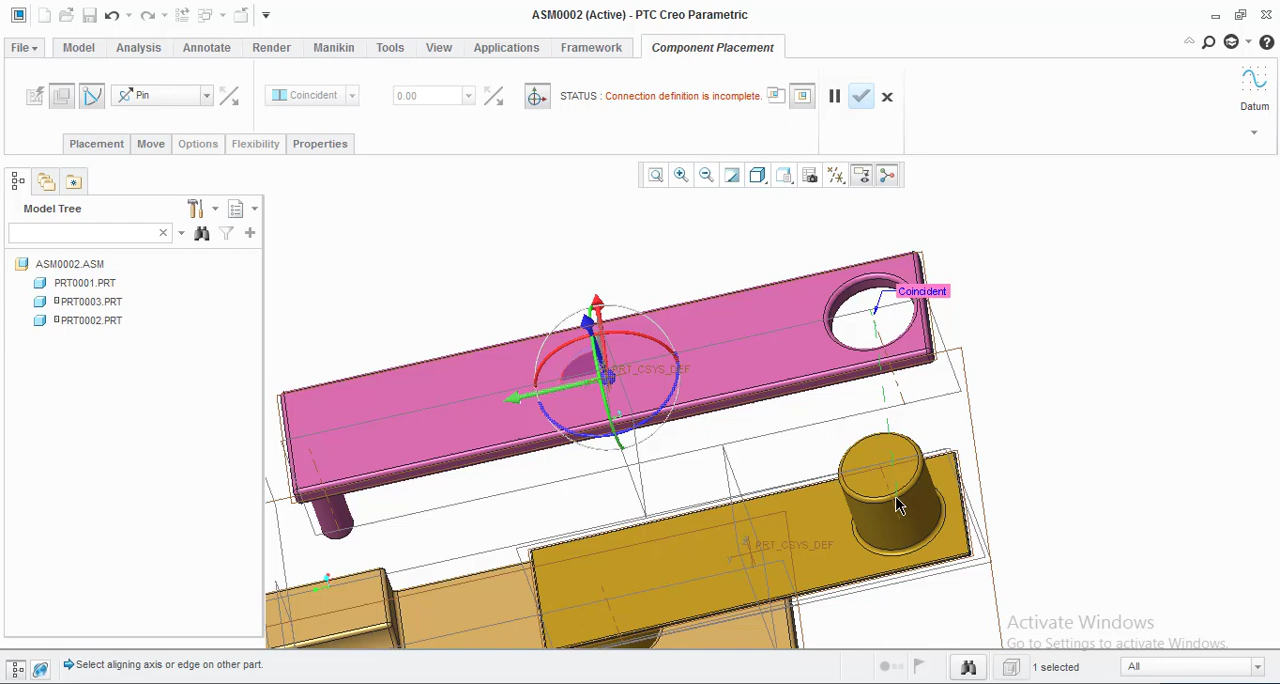 ASM0002 (Active) - PTC Creo Parametric
File
Model
Analysis
Annotate
Render
Manikin
Tools
View
Applications
Framework
Component Placement
Pin
Coincident
0.00
STATUS : Connection definition is incomplete.
Datum
Placement
Move
Options
Flexibility
Properties
Model Tree
ASM0002.ASM
PRT0001.PRT
PRT0003.PRT
PRT0002.PRT
Coincident
PRT_CSYS_DEF
PRT_CSYS_DEF
Activate Windows
Go to Settings to activate Windows.
Select aligning axis or edge on other part.
1 selected
All